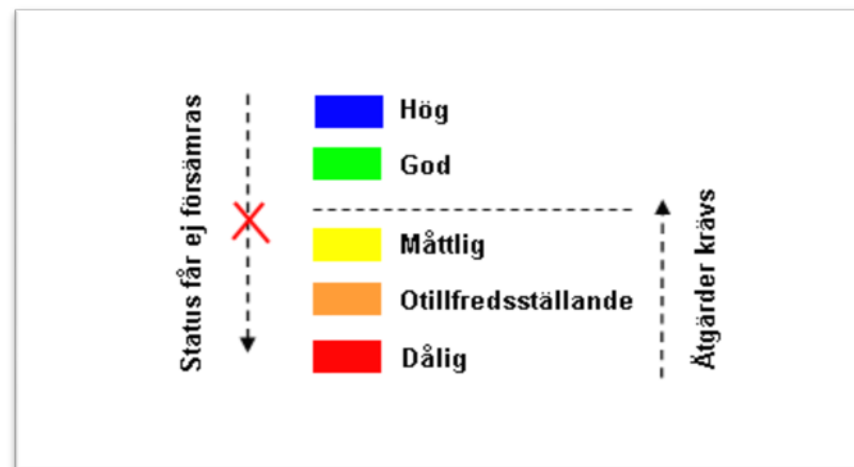 Status får ej försämras
Hög
God
Måttlig
Otillfredsställande
Dålig
Åtgärder krävs